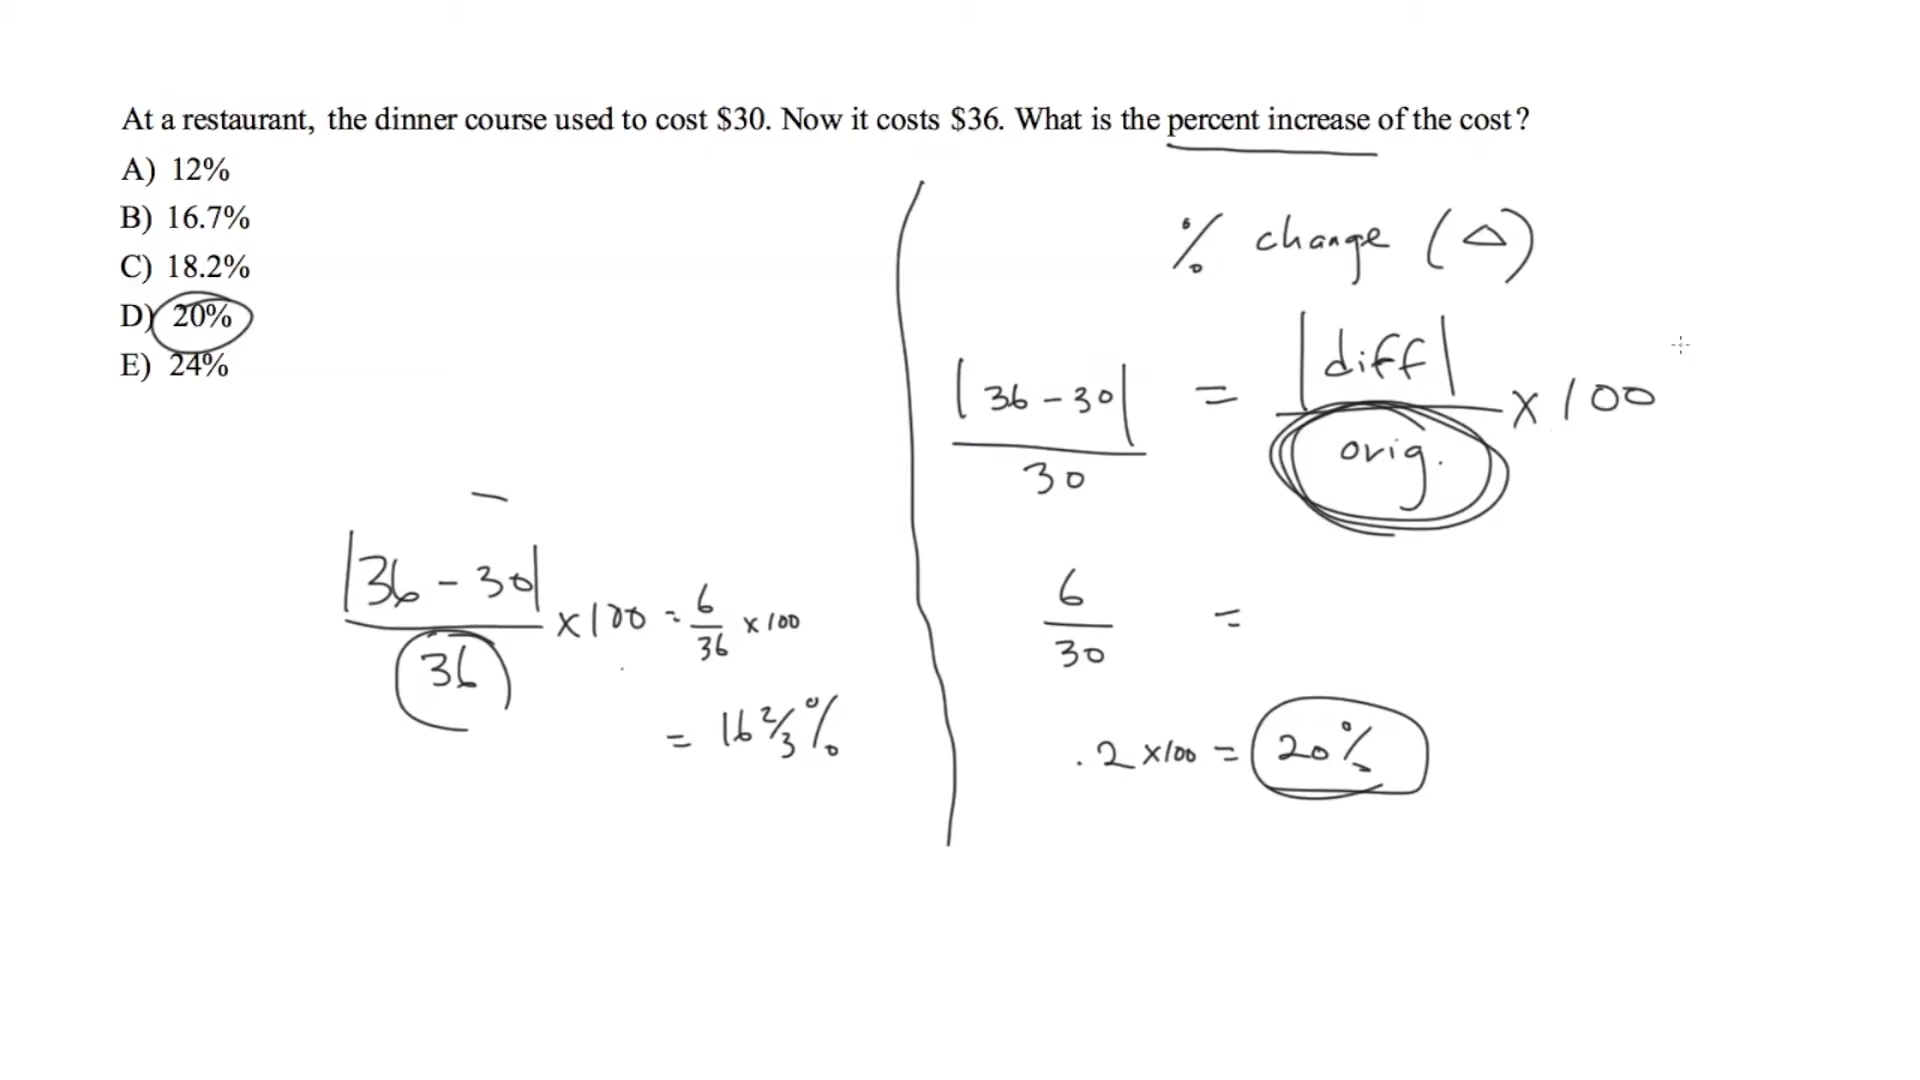 At a restaurant, the dinner course used to cost $30. Now it costs $36. What is the percent increase of the cost?
A) 12%
B) 16.7%
C) 18.2%
D) 20%
E) 24%
% change (△)
|36 - 30|
30
= |diff|
orig.
x 100
6
30
=
.2 x100 = 20%
|36 - 30|
36
x100 = 6
36
x 100
= 16 2/3 %